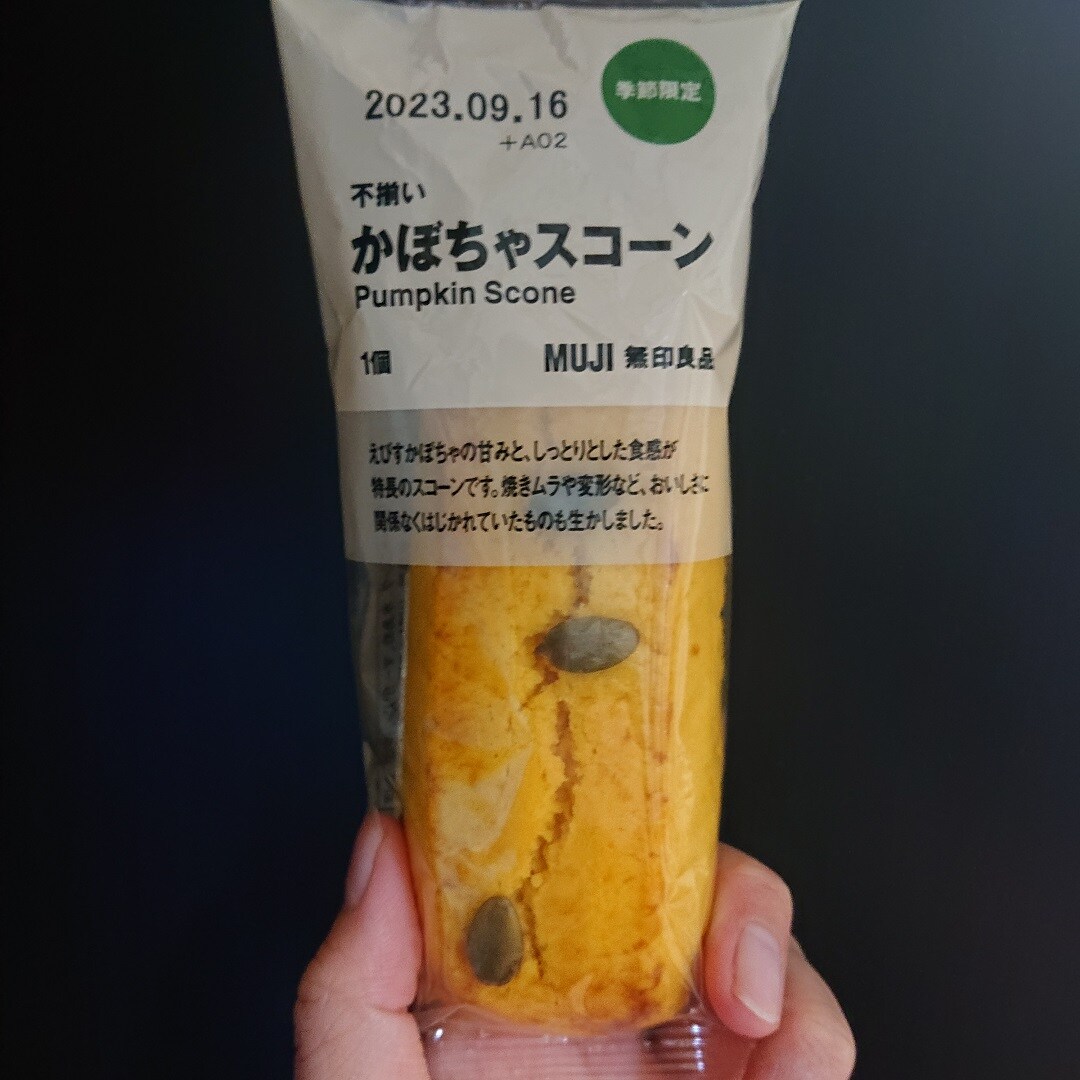 季節限定
2023.09.16
+A02
不揃い
かぼちゃスコーン
Pumpkin Scone
1個
MUJI 無印良品
えびすかぼちゃの甘みと、しっとりとした食感が
特長のスコーンです。焼きムラや変形など、おいしさに
関係なくはじかれていたものも生かしました。